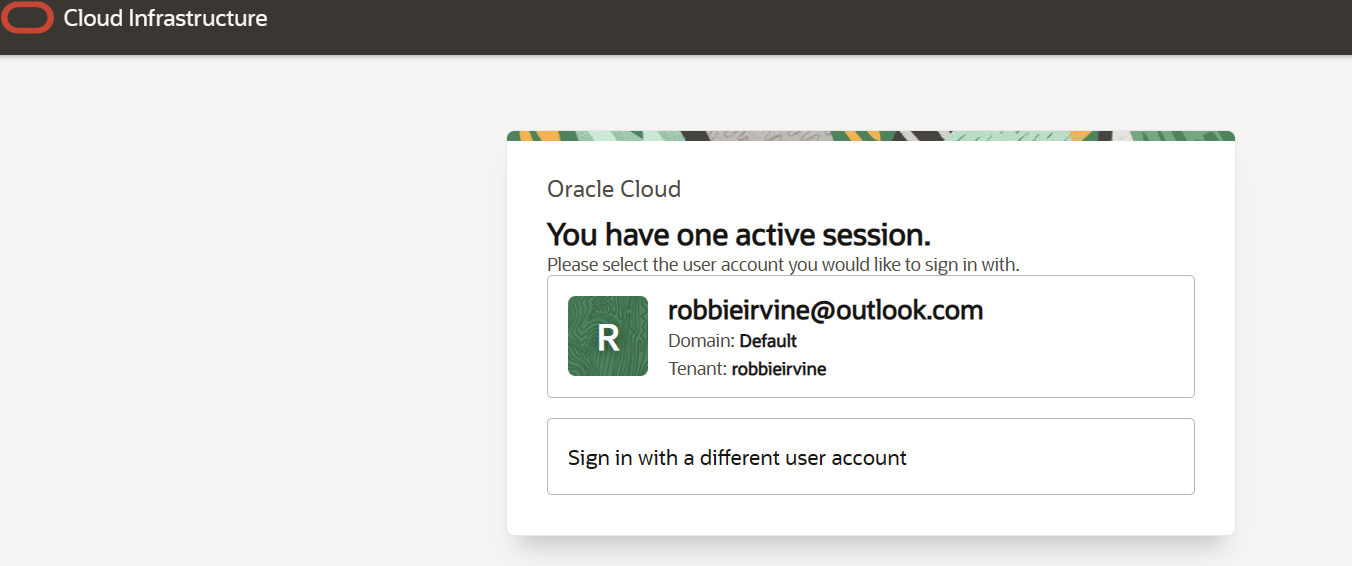 Cloud Infrastructure
Oracle Cloud
You have one active session.
Please select the user account you would like to sign in with.
R
robbieirvine@outlook.com
Domain: Default
Tenant: robbieirvine
Sign in with a different user account